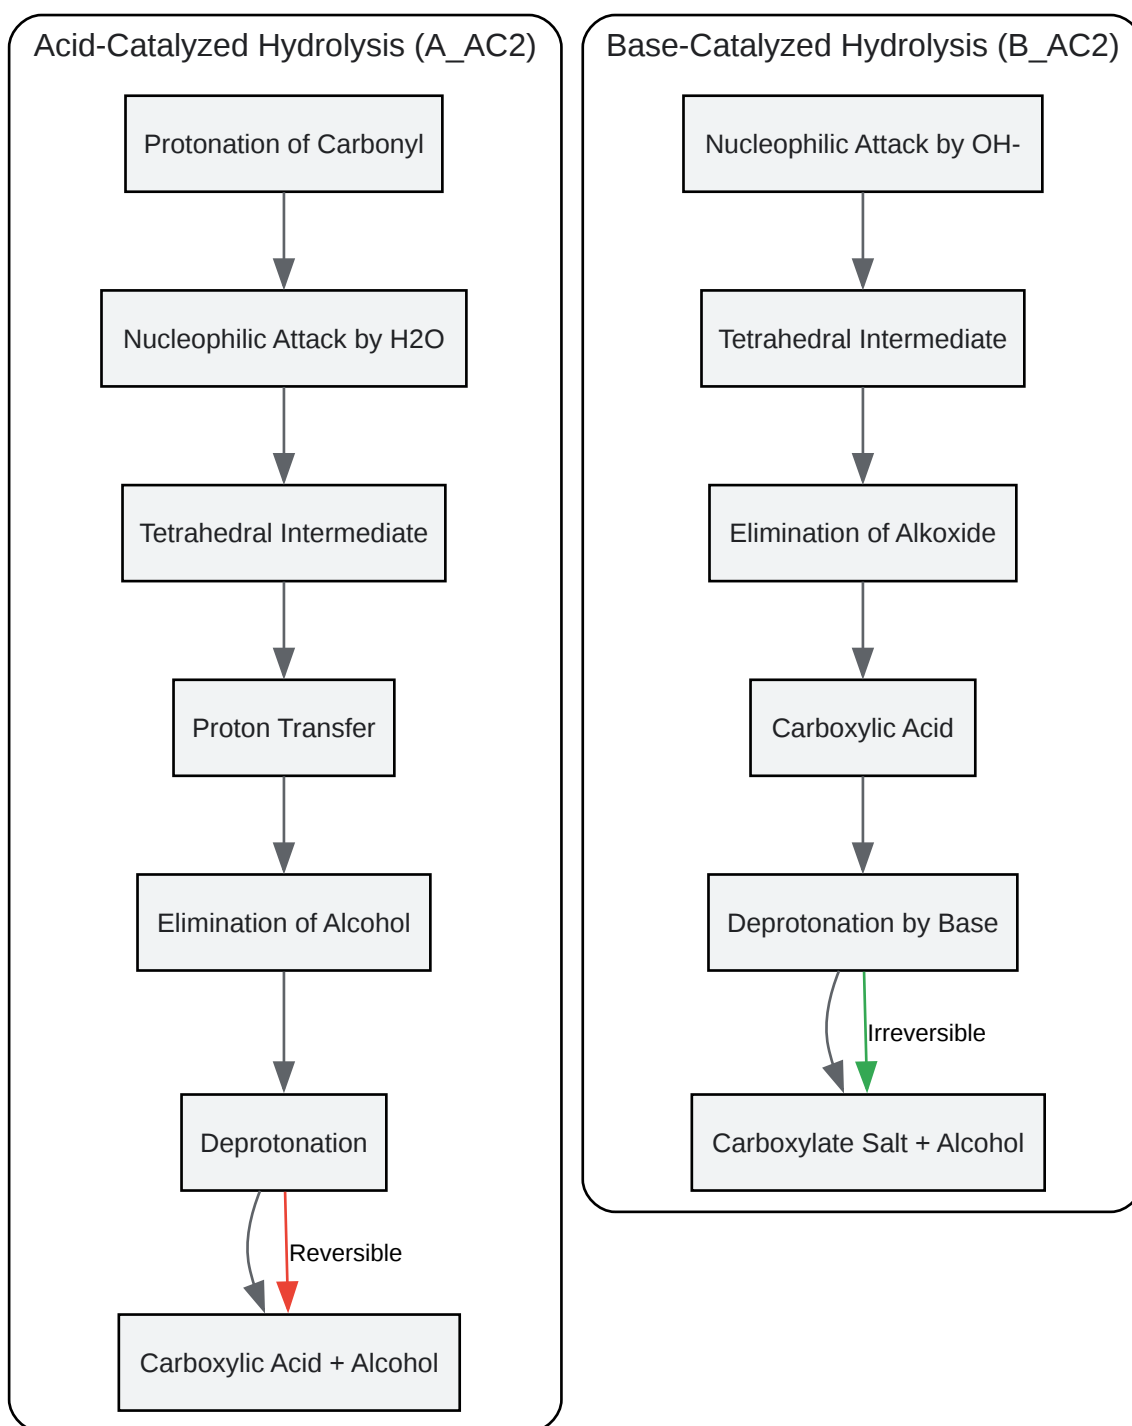 Acid-Catalyzed Hydrolysis (A_AC2)
Protonation of Carbonyl
Nucleophilic Attack by H2O
Tetrahedral Intermediate
Proton Transfer
Elimination of Alcohol
Deprotonation
Reversible
Carboxylic Acid + Alcohol
Base-Catalyzed Hydrolysis (B_AC2)
Nucleophilic Attack by OH-
Tetrahedral Intermediate
Elimination of Alkoxide
Carboxylic Acid
Deprotonation by Base
Irreversible
Carboxylate Salt + Alcohol